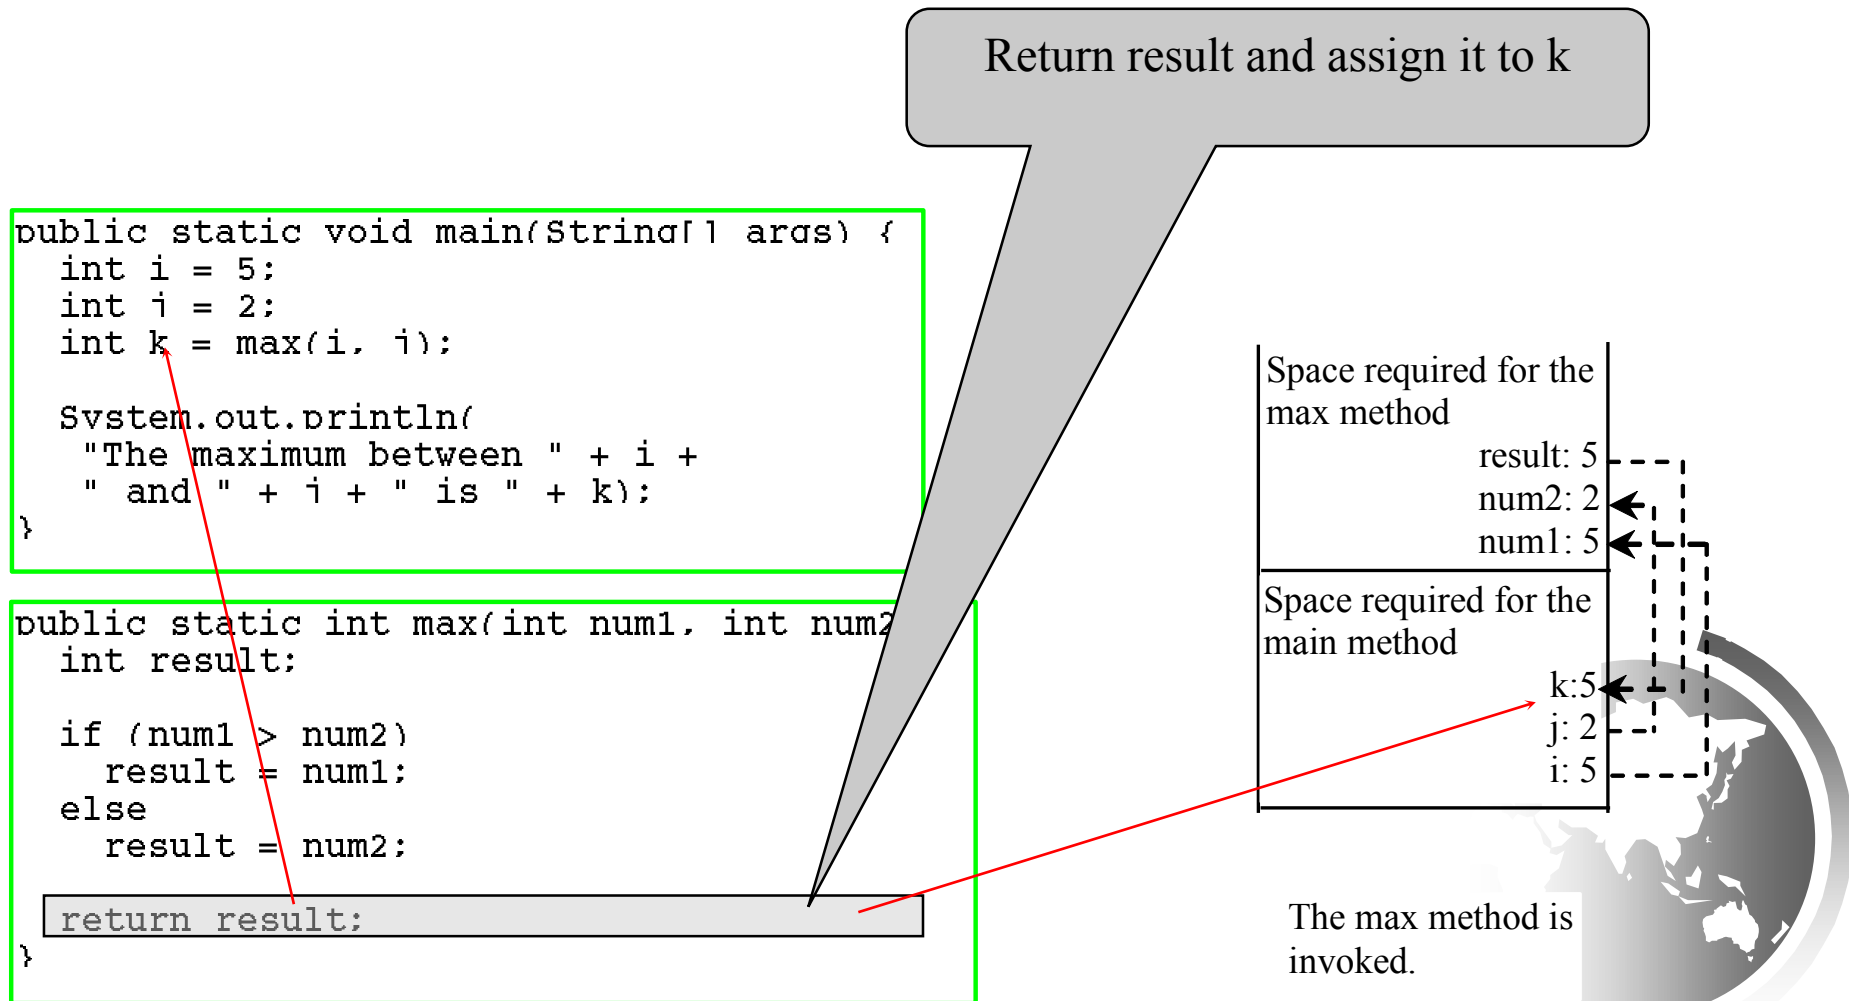 Return result and assign it to k
public static void main(String[] args) {
int i = 5;
int j = 2;
int k = max(i, j);
System.out.println(
"The maximum between " + i +
" and " + j + " is " + k);
}
public static int max(int num1, int num2
int result;
if (num1 > num2)
result = num1;
else
result = num2;
return result;
}
Space required for the
max method
result: 5
num2: 2
num1: 5
Space required for the
main method
k:5
j: 2
i: 5
The max method is
invoked.